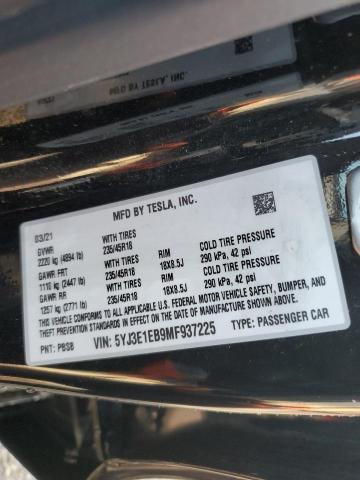 MFD BY TESLA, INC.
03/21
GVWR WITH TIRES
2220 kg (4894 lb) 235/45R18
GAWR FRT WITH TIRES RIM COLD TIRE PRESSURE
1110 kg (2447 lb) 235/45R18 18X8.5J 290 kPa, 42 psi
GAWR RR WITH TIRES RIM COLD TIRE PRESSURE
1257 kg (2771 lb) 235/45R18 18X8.5J 290 kPa, 42 psi
THIS VEHICLE CONFORMS TO ALL APPLICABLE
FEDERAL MOTOR VEHICLE SAFETY, BUMPER, AND
THEFT PREVENTION STANDARDS IN EFFECT ON THE
DATE OF MANUFACTURE SHOWN ABOVE.
PNT: PBSB VIN: 5YJ3E1EB9MF937225 TYPE: PASSENGER CAR